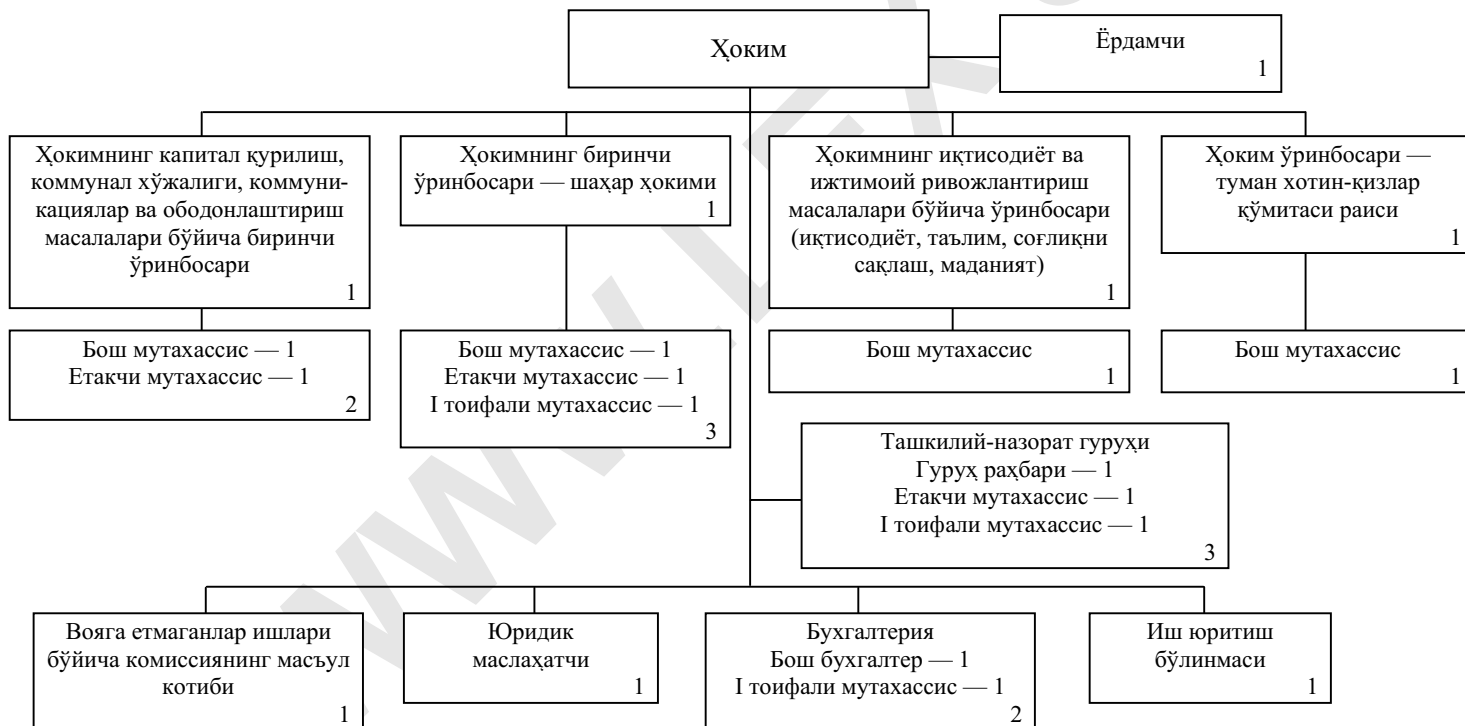 Ҳоким
Ёрдамчи
1
Ҳокимнинг капитал қурилиш,
коммунал хўжалиги, коммуни-
кациялар ва ободонлаштириш
масалалари бўйича биринчи
ўринбосари
1
Ҳокимнинг биринчи
ўринбосари — шаҳар ҳокими
1
Ҳокимнинг иқтисодиёт ва
ижтимоий ривожлантириш
масалалари бўйича ўринбосари
(иқтисодиёт, таълим, соғлиқни
сақлаш, маданият)
1
Ҳоким ўринбосари —
туман хотин-қизлар
қўмитаси раиси
1
Бош мутахассис — 1
Етакчи мутахассис — 1
2
Бош мутахассис — 1
Етакчи мутахассис — 1
I тоифали мутахассис — 1
3
Бош мутахассис
1
Бош мутахассис
1
Ташкилий-назорат гуруҳи
Гуруҳ раҳбари — 1
Етакчи мутахассис — 1
I тоифали мутахассис — 1
3
Вояга етмаганлар ишлари
бўйича комиссиянинг масъул
котиби
1
Юридик
маслаҳатчи
1
Бухгалтерия
Бош бухгалтер — 1
I тоифали мутахассис — 1
2
Иш юритиш
бўлинмаси
1